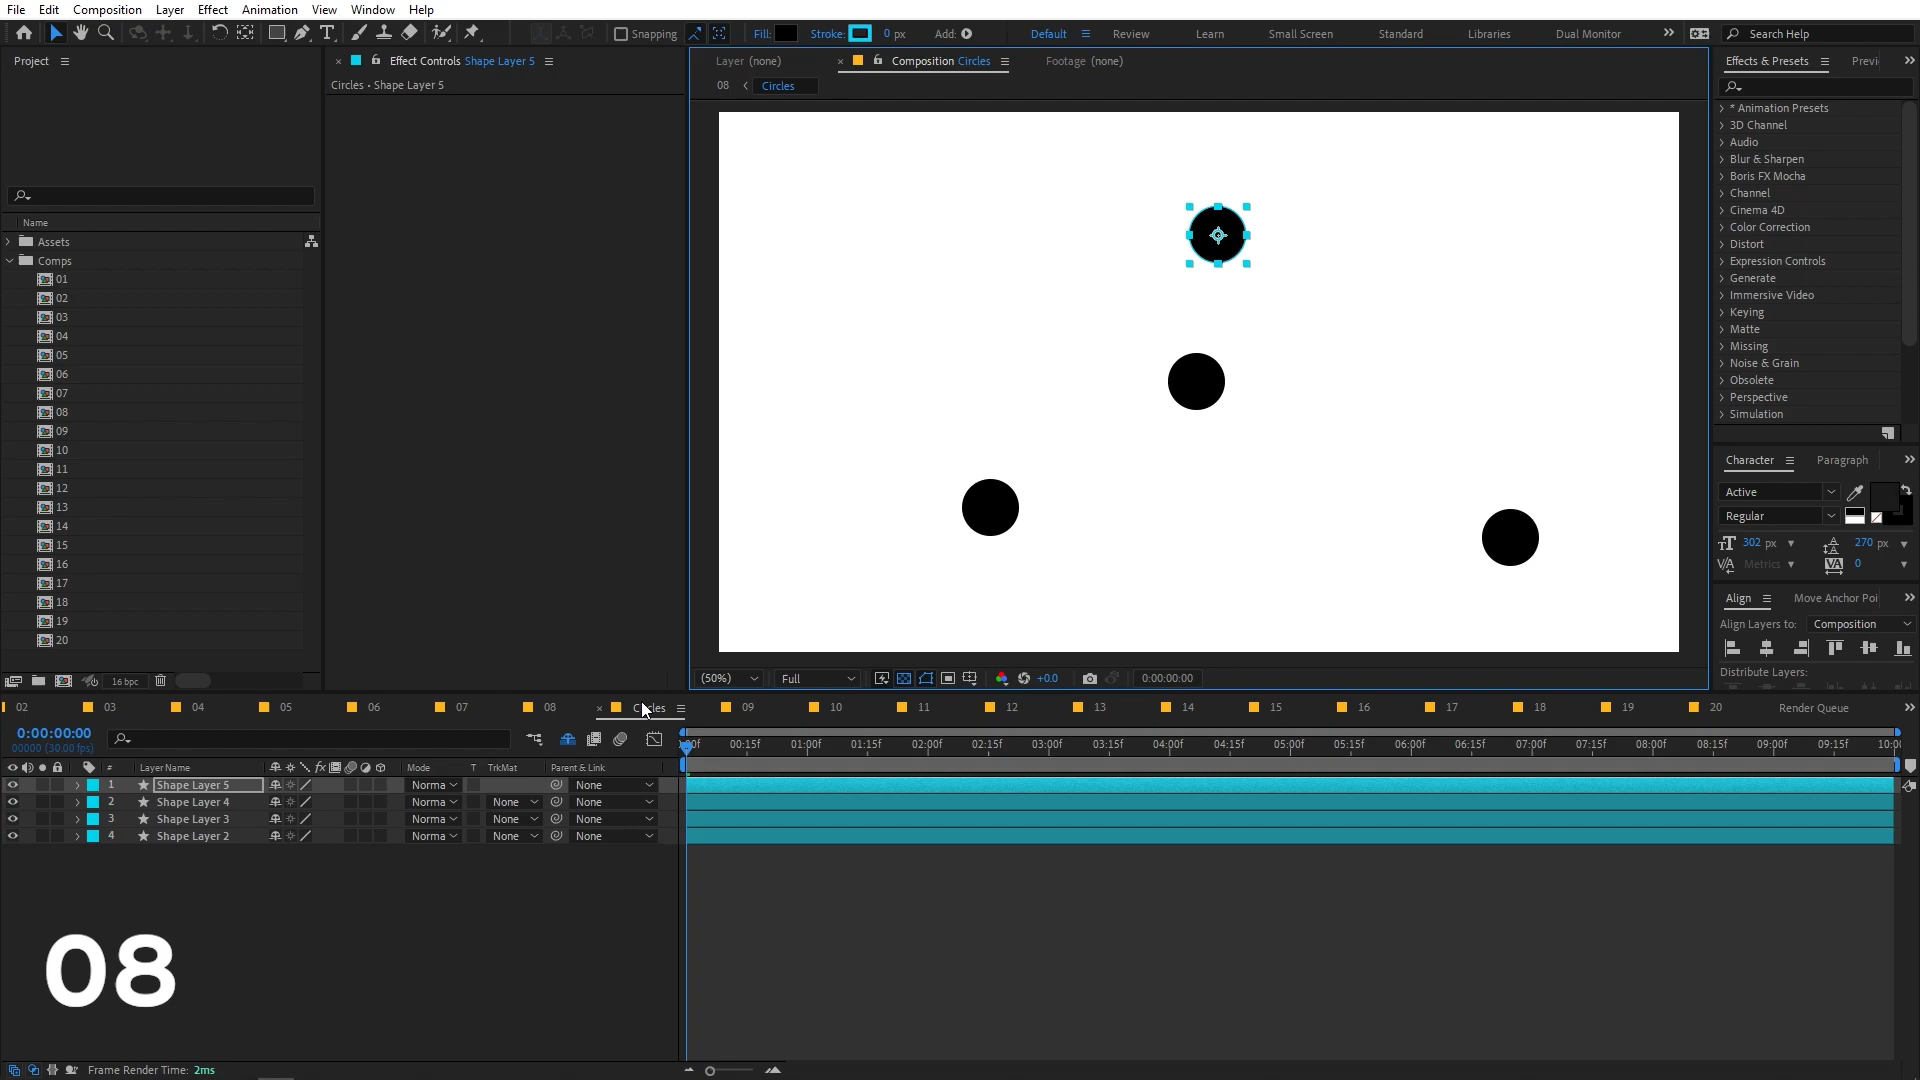 File Edit Composition Layer Effect Animation View Window Help
Snapping Fill: Stroke: 0 px Add: Default Review Learn Small Screen Standard Libraries Dual Monitor Search Help
Project
Effect Controls Shape Layer 5
Layer (none) Composition Circles Footage (none)
Effects & Presets Previ
Circles • Shape Layer 5
08 Circles
* Animation Presets
3D Channel
Audio
Blur & Sharpen
Boris FX Mocha
Channel
Cinema 4D
Color Correction
Distort
Expression Controls
Generate
Immersive Video
Keying
Matte
Missing
Noise & Grain
Obsolete
Perspective
Simulation
Name
Assets
Comps
01
02
03
04
05
06
07
08
09
10
11
12
13
14
15
16
17
18
19
20
16 bpc
Character Paragraph
Active
Regular
302 px 270 px
Metrics 0
Align Move Anchor Poi
Align Layers to: Composition
Distribute Layers:
(50%) Full +0.0 0:00:00:00
02 03 04 05 06 07 08 Circles 09 10 11 12 13 14 15 16 17 18 19 20 Render Queue
0:00:00:00
00000 (30.00 fps)
00f 00:15f 01:00f 01:15f 02:00f 02:15f 03:00f 03:15f 04:00f 04:15f 05:00f 05:15f 06:00f 06:15f 07:00f 07:15f 08:00f 08:15f 09:00f 09:15f 10:0
# Layer Name fx Mode T TrkMat Parent & Link
1 Shape Layer 5 Norma None
2 Shape Layer 4 Norma None None
3 Shape Layer 3 Norma None None
4 Shape Layer 2 Norma None None
08
Frame Render Time: 2ms